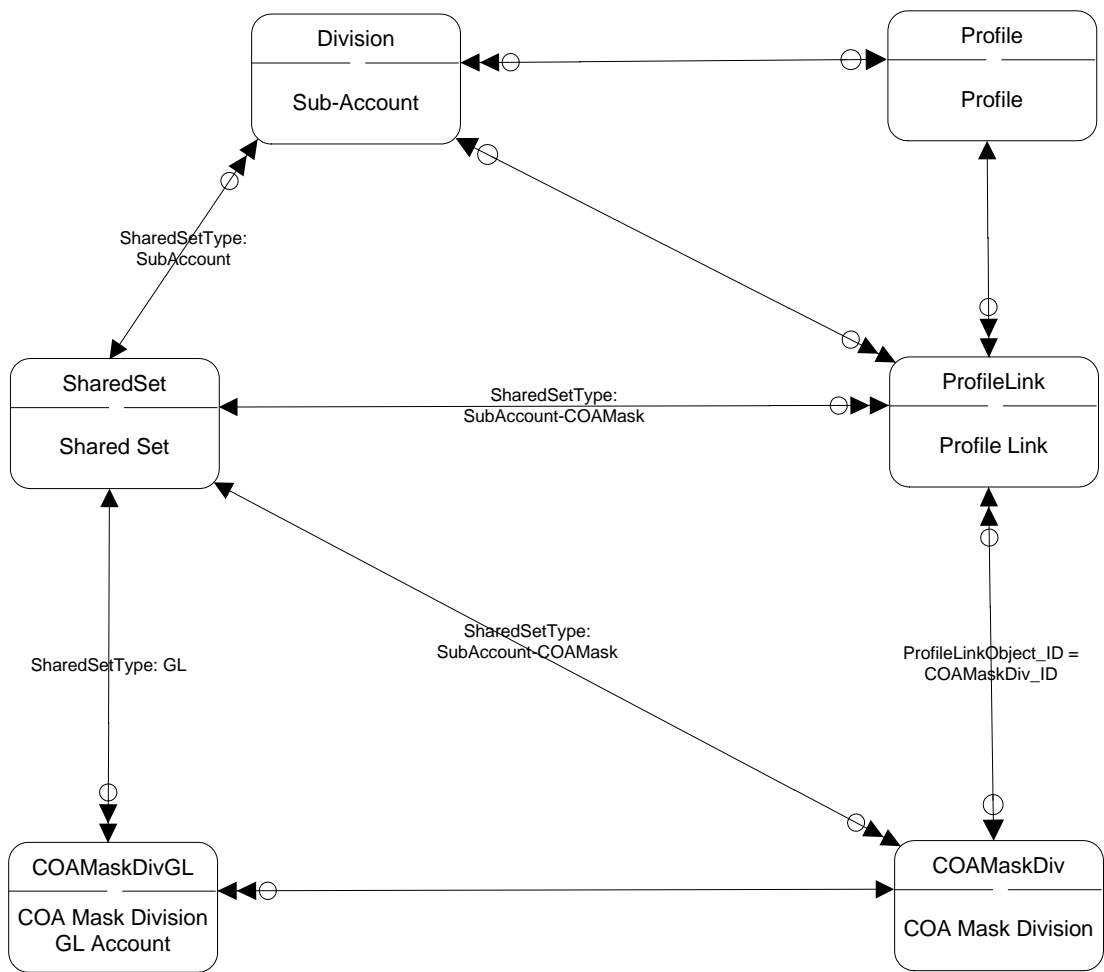 Division
Sub-Account
Profile
Profile
SharedSetType:
SubAccount
SharedSet
Shared Set
SharedSetType:
SubAccount-COAMask
ProfileLink
Profile Link
SharedSetType: GL
SharedSetType:
SubAccount-COAMask
ProfileLinkObject_ID =
COAMaskDiv_ID
COAMaskDivGL
COA Mask Division
GL Account
COAMaskDiv
COA Mask Division